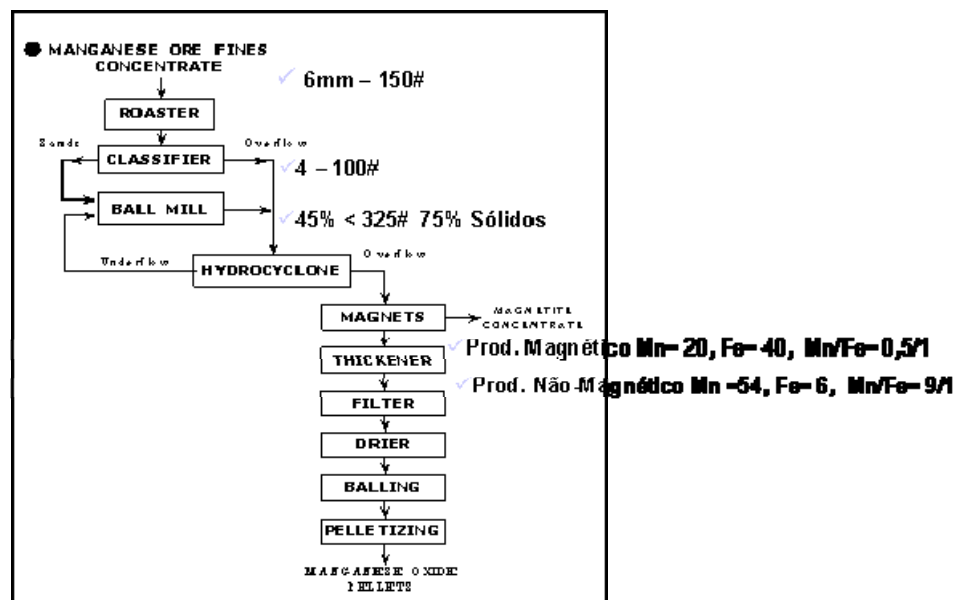 MANGANESE ORE FINES
CONCENTRATE
✓ 6mm – 150#
ROASTER
Sands
Overflow
CLASSIFIER
✓ 4 – 100#
BALL MILL
✓ 45% < 325# 75% Sólidos
Underflow
Overflow
HYDROCYCLONE
MAGNETS
MAGNETITE
CONCENTRATE
✓ Prod. Magnético Mn= 20, Fe= 40, Mn/Fe= 0,5/1
THICKENER
✓ Prod. Não-Magnético Mn =54, Fe= 6, Mn/Fe= 9/1
FILTER
DRIER
BALLING
PELLETIZING
MANGANESE OXIDE
PELLETS